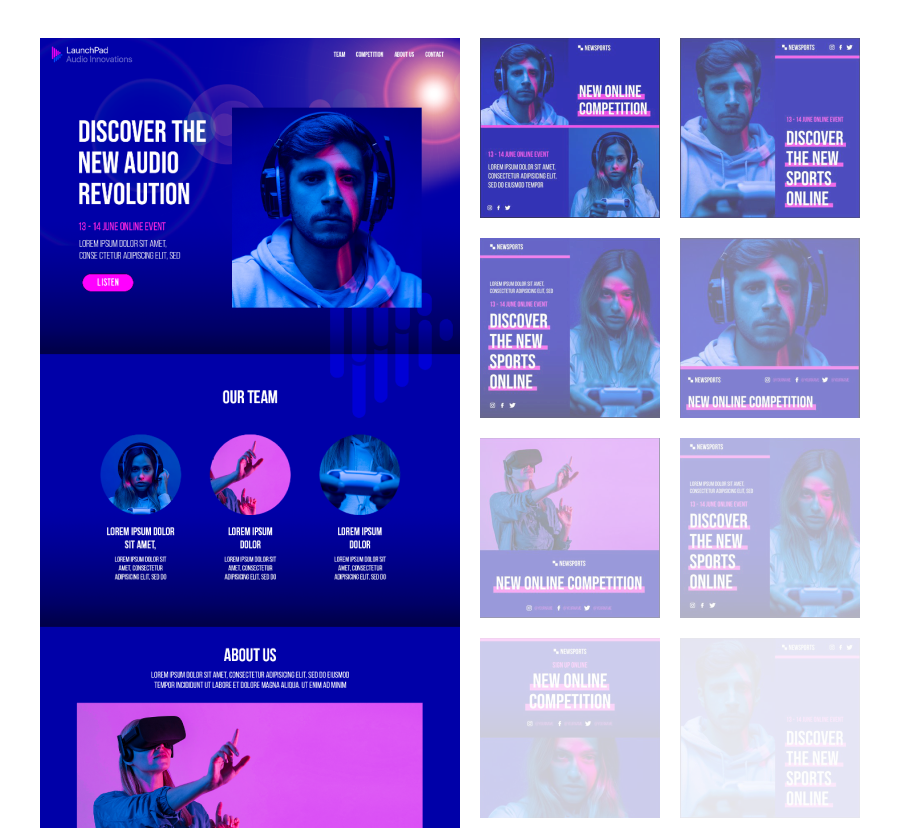 LaunchPad
Audio Innovations
TEAM COMPETITION ABOUT US CONTACT
DISCOVER THE
NEW AUDIO
REVOLUTION
13 - 14 JUNE ONLINE EVENT
LOREM IPSUM DOLOR SIT AMET,
CONSE CTETUR ADIPISCING ELIT, SED
LISTEN
OUR TEAM
LOREM IPSUM DOLOR
SIT AMET,
LOREM IPSUM DOLOR SIT
AMET, CONSECTETUR
ADIPISCING ELIT, SED DO
LOREM IPSUM
DOLOR
LOREM IPSUM DOLOR SIT
AMET, CONSECTETUR
ADIPISCING ELIT, SED DO
LOREM IPSUM
DOLOR
LOREM IPSUM DOLOR SIT
AMET, CONSECTETUR
ADIPISCING ELIT, SED DO
ABOUT US
LOREM IPSUM DOLOR SIT AMET, CONSECTETUR ADIPISCING ELIT, SED DO EIUSMOD
TEMPOR INCIDIDUNT UT LABORE ET DOLORE MAGNA ALIQUA. UT ENIM AD MINIM
NEWSPORTS
NEW ONLINE
COMPETITION
13 - 14 JUNE ONLINE EVENT
LOREM IPSUM DOLOR SIT AMET,
CONSECTETUR ADIPISICING ELIT,
SED DO EIUSMOD TEMPOR
NEWSPORTS
13 - 14 JUNE ONLINE EVENT
DISCOVER
THE NEW
SPORTS
ONLINE
NEWSPORTS
LOREM IPSUM DOLOR SIT AMET,
CONSECTETUR ADIPISICING ELIT, SED
13 - 14 JUNE ONLINE EVENT
DISCOVER
THE NEW
SPORTS
ONLINE
NEWSPORTS
NEW ONLINE COMPETITION
NEWSPORTS
NEW ONLINE COMPETITION
NEWSPORTS
LOREM IPSUM DOLOR SIT AMET
CONSECTETUR ADIPISICING ELIT, SED
13 - 14 JUNE ONLINE EVENT
DISCOVER
THE NEW
SPORTS
ONLINE
NEWSPORTS
SIGN UP ONLINE
NEW ONLINE
COMPETITION
NEWSPORTS
13 - 14 JUNE ONLINE EVENT
DISCOVER
THE NEW
SPORTS
ONLINE